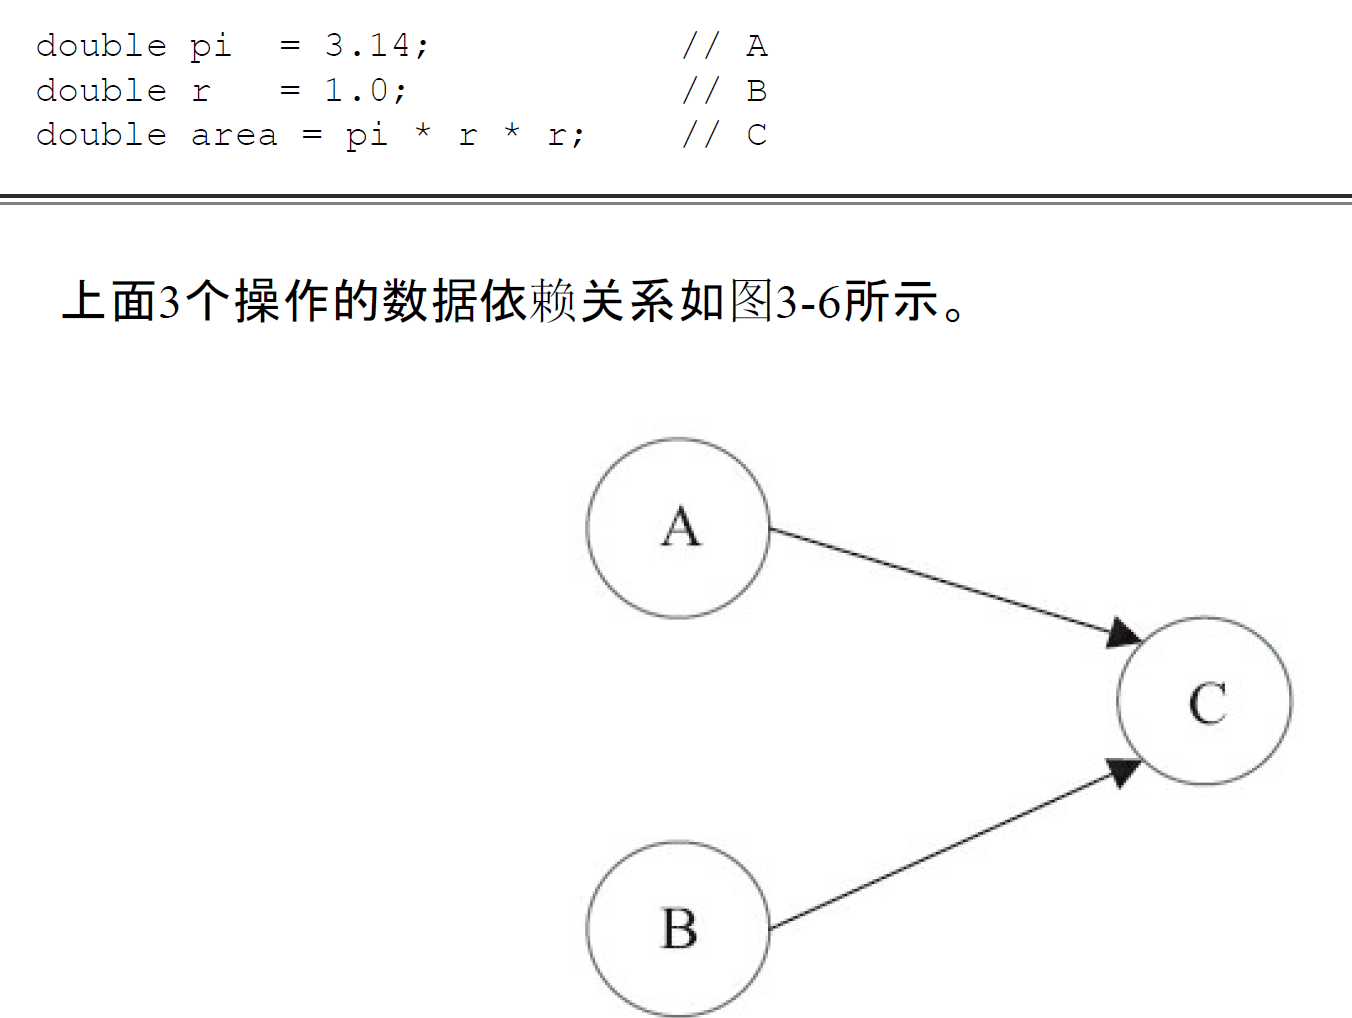 double pi  = 3.14;           // A
double r   = 1.0;            // B
double area = pi * r * r;    // C
上面3个操作的数据依赖关系如图3-6所示。
A
C
B